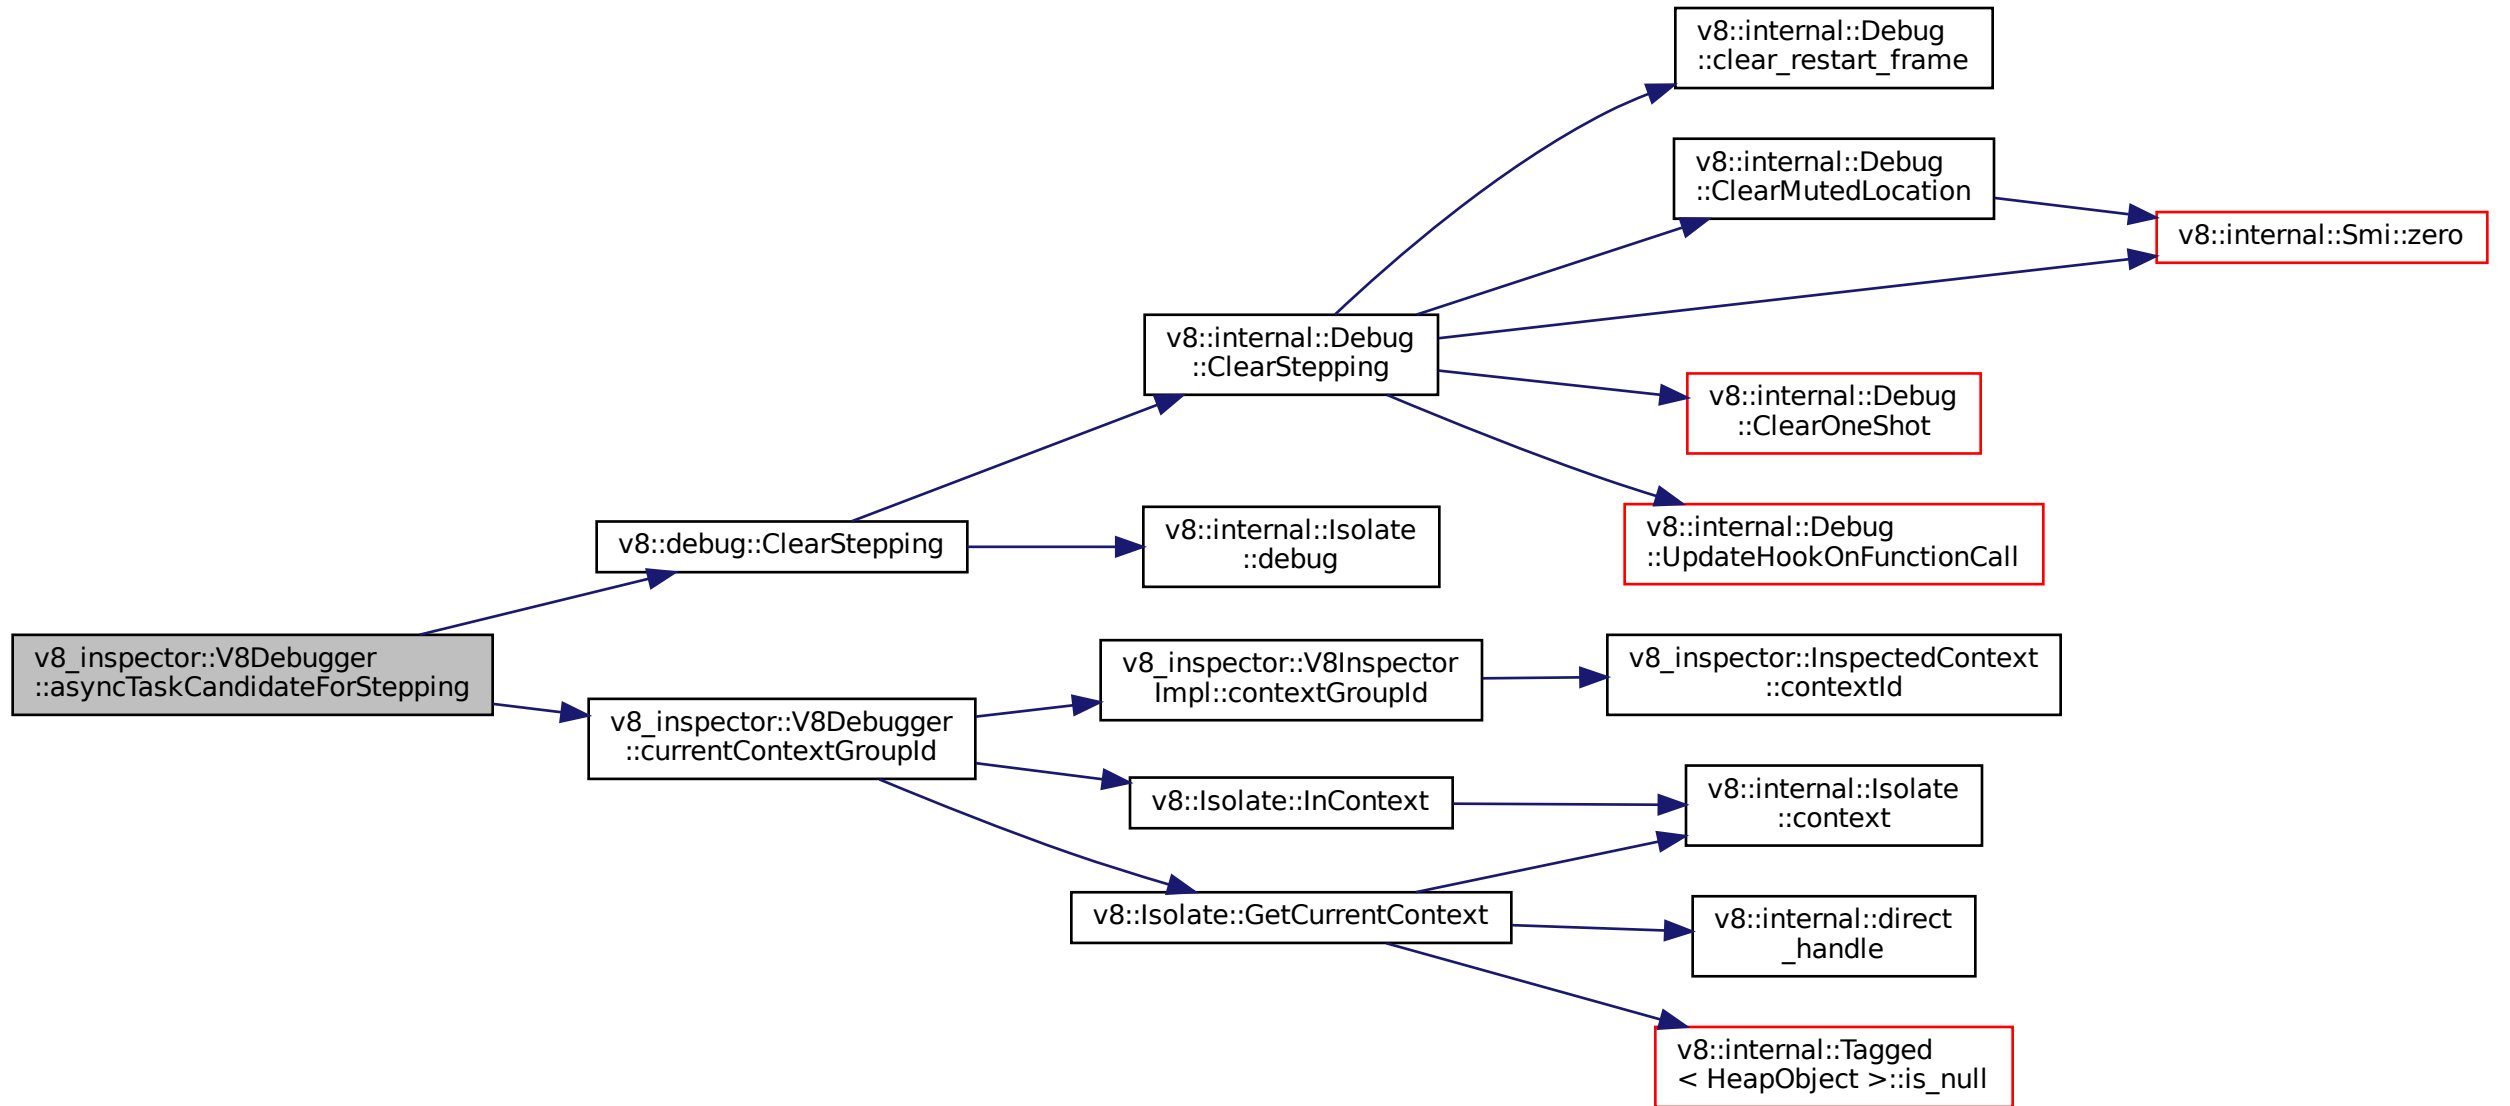 v8::internal::Debug
::clear_restart_frame
v8::internal::Debug
::ClearMutedLocation
v8::internal::Smi::zero
v8::internal::Debug
::ClearStepping
v8::internal::Debug
::ClearOneShot
v8::debug::ClearStepping
v8::internal::Isolate
::debug
v8::internal::Debug
::UpdateHookOnFunctionCall
v8_inspector::V8Debugger
::asyncTaskCandidateForStepping
v8_inspector::V8Debugger
::currentContextGroupId
v8_inspector::V8Inspector
Impl::contextGroupId
v8_inspector::InspectedContext
::contextId
v8::Isolate::InContext
v8::internal::Isolate
::context
v8::Isolate::GetCurrentContext
v8::internal::direct
_handle
v8::internal::Tagged
< HeapObject >::is_null